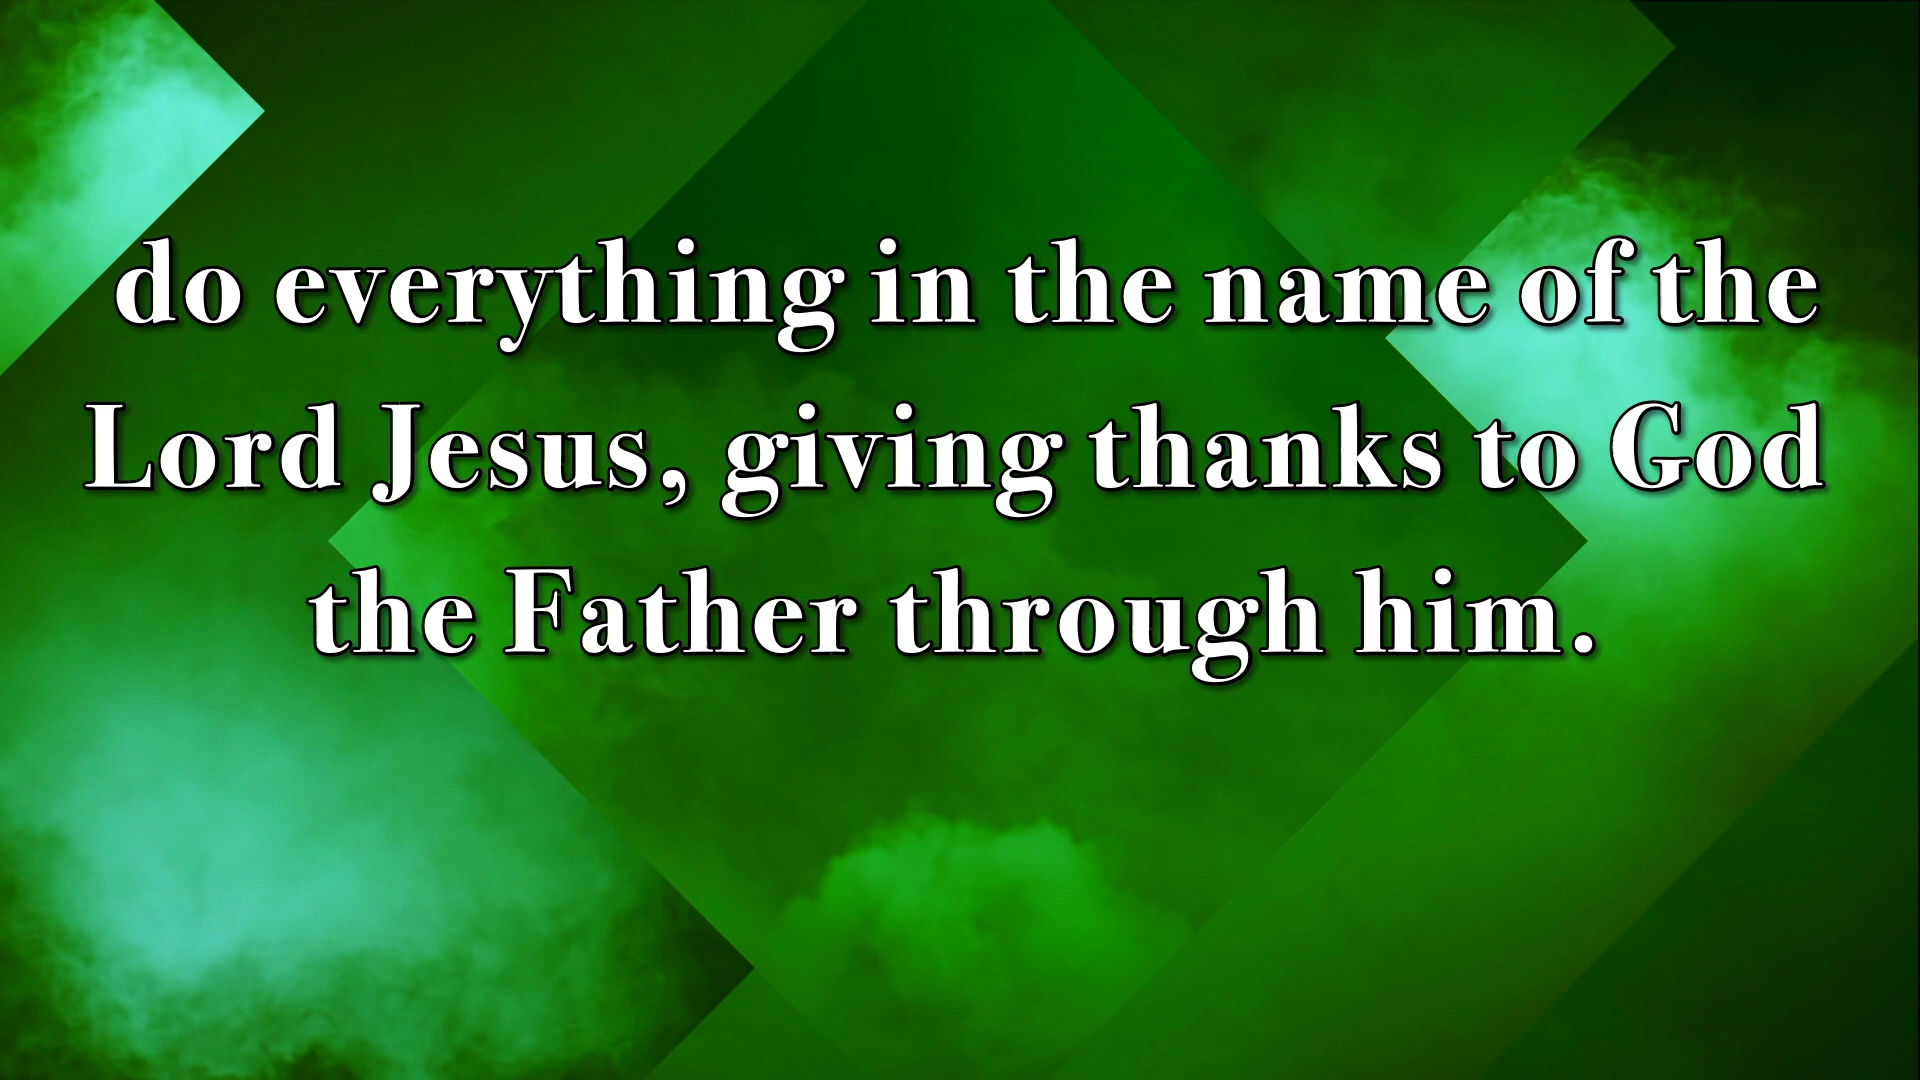 do everything in the name of the
Lord Jesus, giving thanks to God
the Father through him.